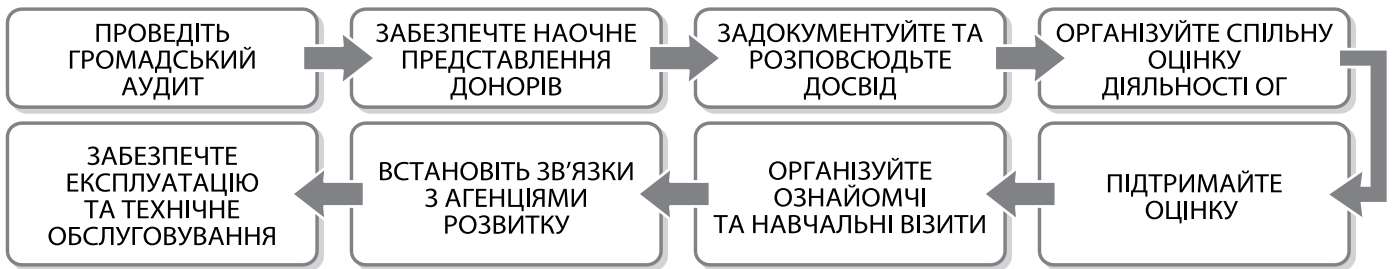 ПРОВЕДІТЬ
ГРОМАДСЬКИЙ
АУДИТ
ЗАБЕЗПЕЧТЕ НАОЧНЕ
ПРЕДСТАВЛЕННЯ
ДОНОРІВ
ЗАДОКУМЕНТУЙТЕ ТА
РОЗПОВСЮДЬТЕ
ДОСВІД
ОРГАНІЗУЙТЕ СПІЛЬНУ
ОЦІНКУ
ДІЯЛЬНОСТІ ОГ
ПІДТРИМАЙТЕ
ОЦІНКУ
ОРГАНІЗУЙТЕ
ОЗНАЙОМЧІ
ТА НАВЧАЛЬНІ ВІЗИТИ
ВСТАНОВІТЬ ЗВ’ЯЗКИ
З АГЕНЦІЯМИ
РОЗВИТКУ
ЗАБЕЗПЕЧТЕ
ЕКСПЛУАТАЦІЮ
ТА ТЕХНІЧНЕ
ОБСЛУГОВУВАННЯ